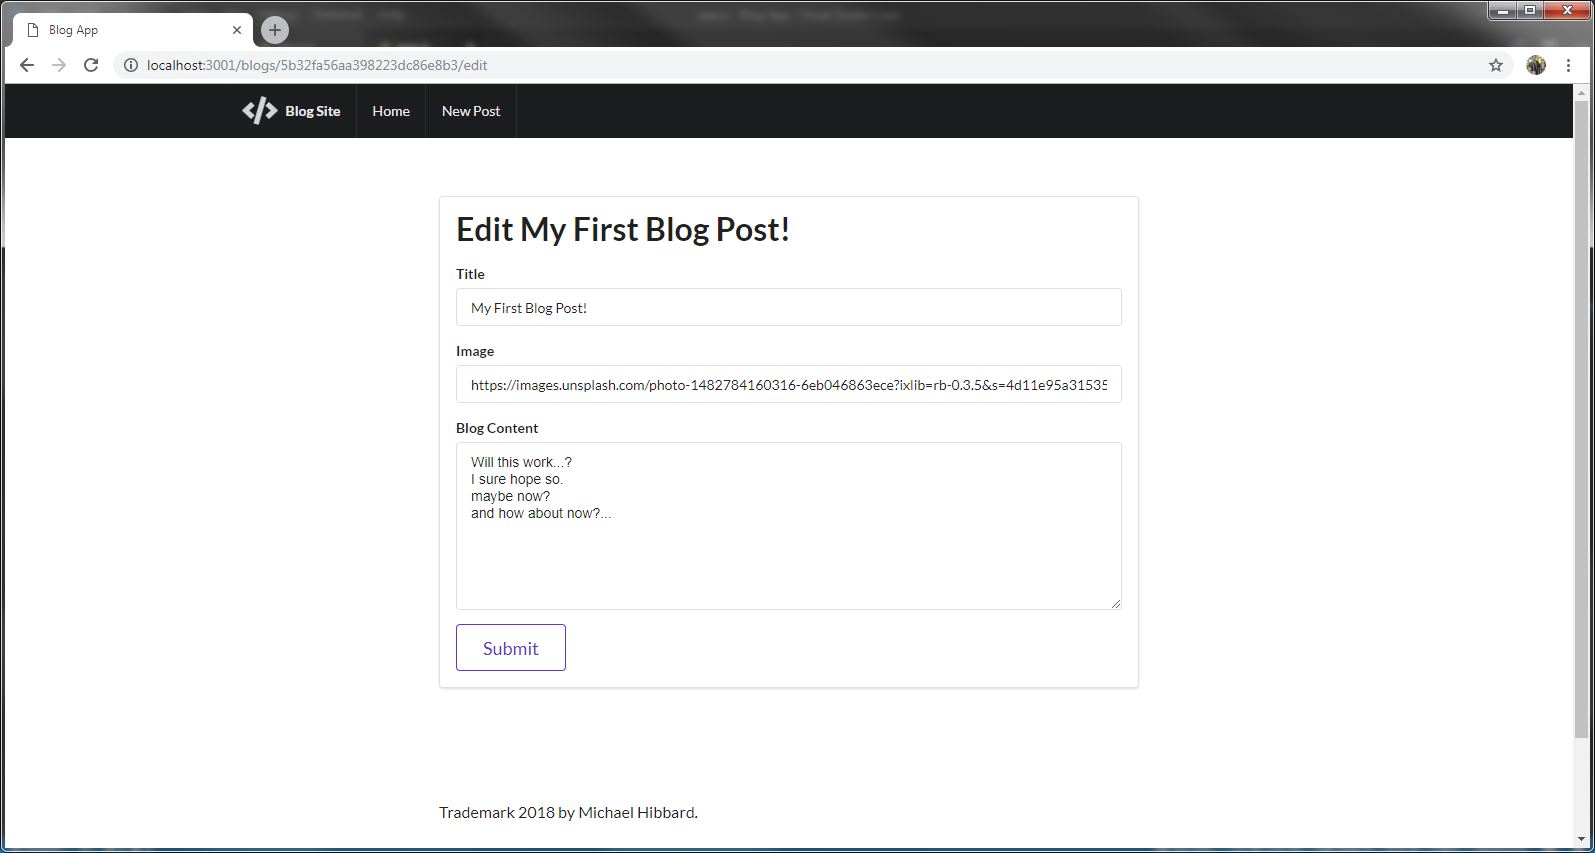 Blog App
localhost:3001/blogs/5b32fa56aa398223dc86e8b3/edit
Blog Site
Home
New Post
Edit My First Blog Post!
Title
My First Blog Post!
Image
https://images.unsplash.com/photo-1482784160316-6eb046863ece?ixlib=rb-0.3.5&s=4d11e95a31535
Blog Content
Will this work...?
I sure hope so.
maybe now?
and how about now?...
Submit
Trademark 2018 by Michael Hibbard.